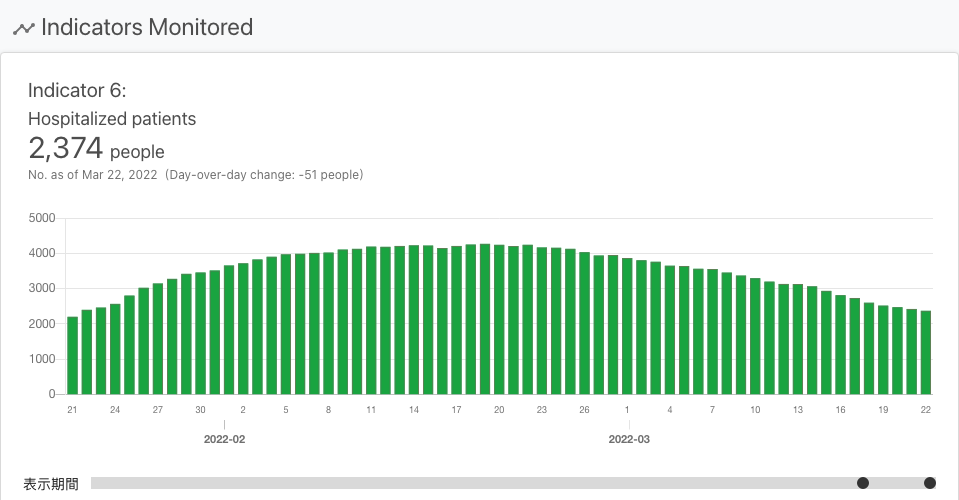 Indicators Monitored
Indicator 6:
Hospitalized patients
2,374 people
No. as of Mar 22, 2022 (Day-over-day change: -51 people)
5000
4000
3000
2000
1000
0
21 24 27 30 2 5 8 11 14 17 20 23 26 1 4 7 10 13 16 19 22
2022-02 2022-03
表示期間